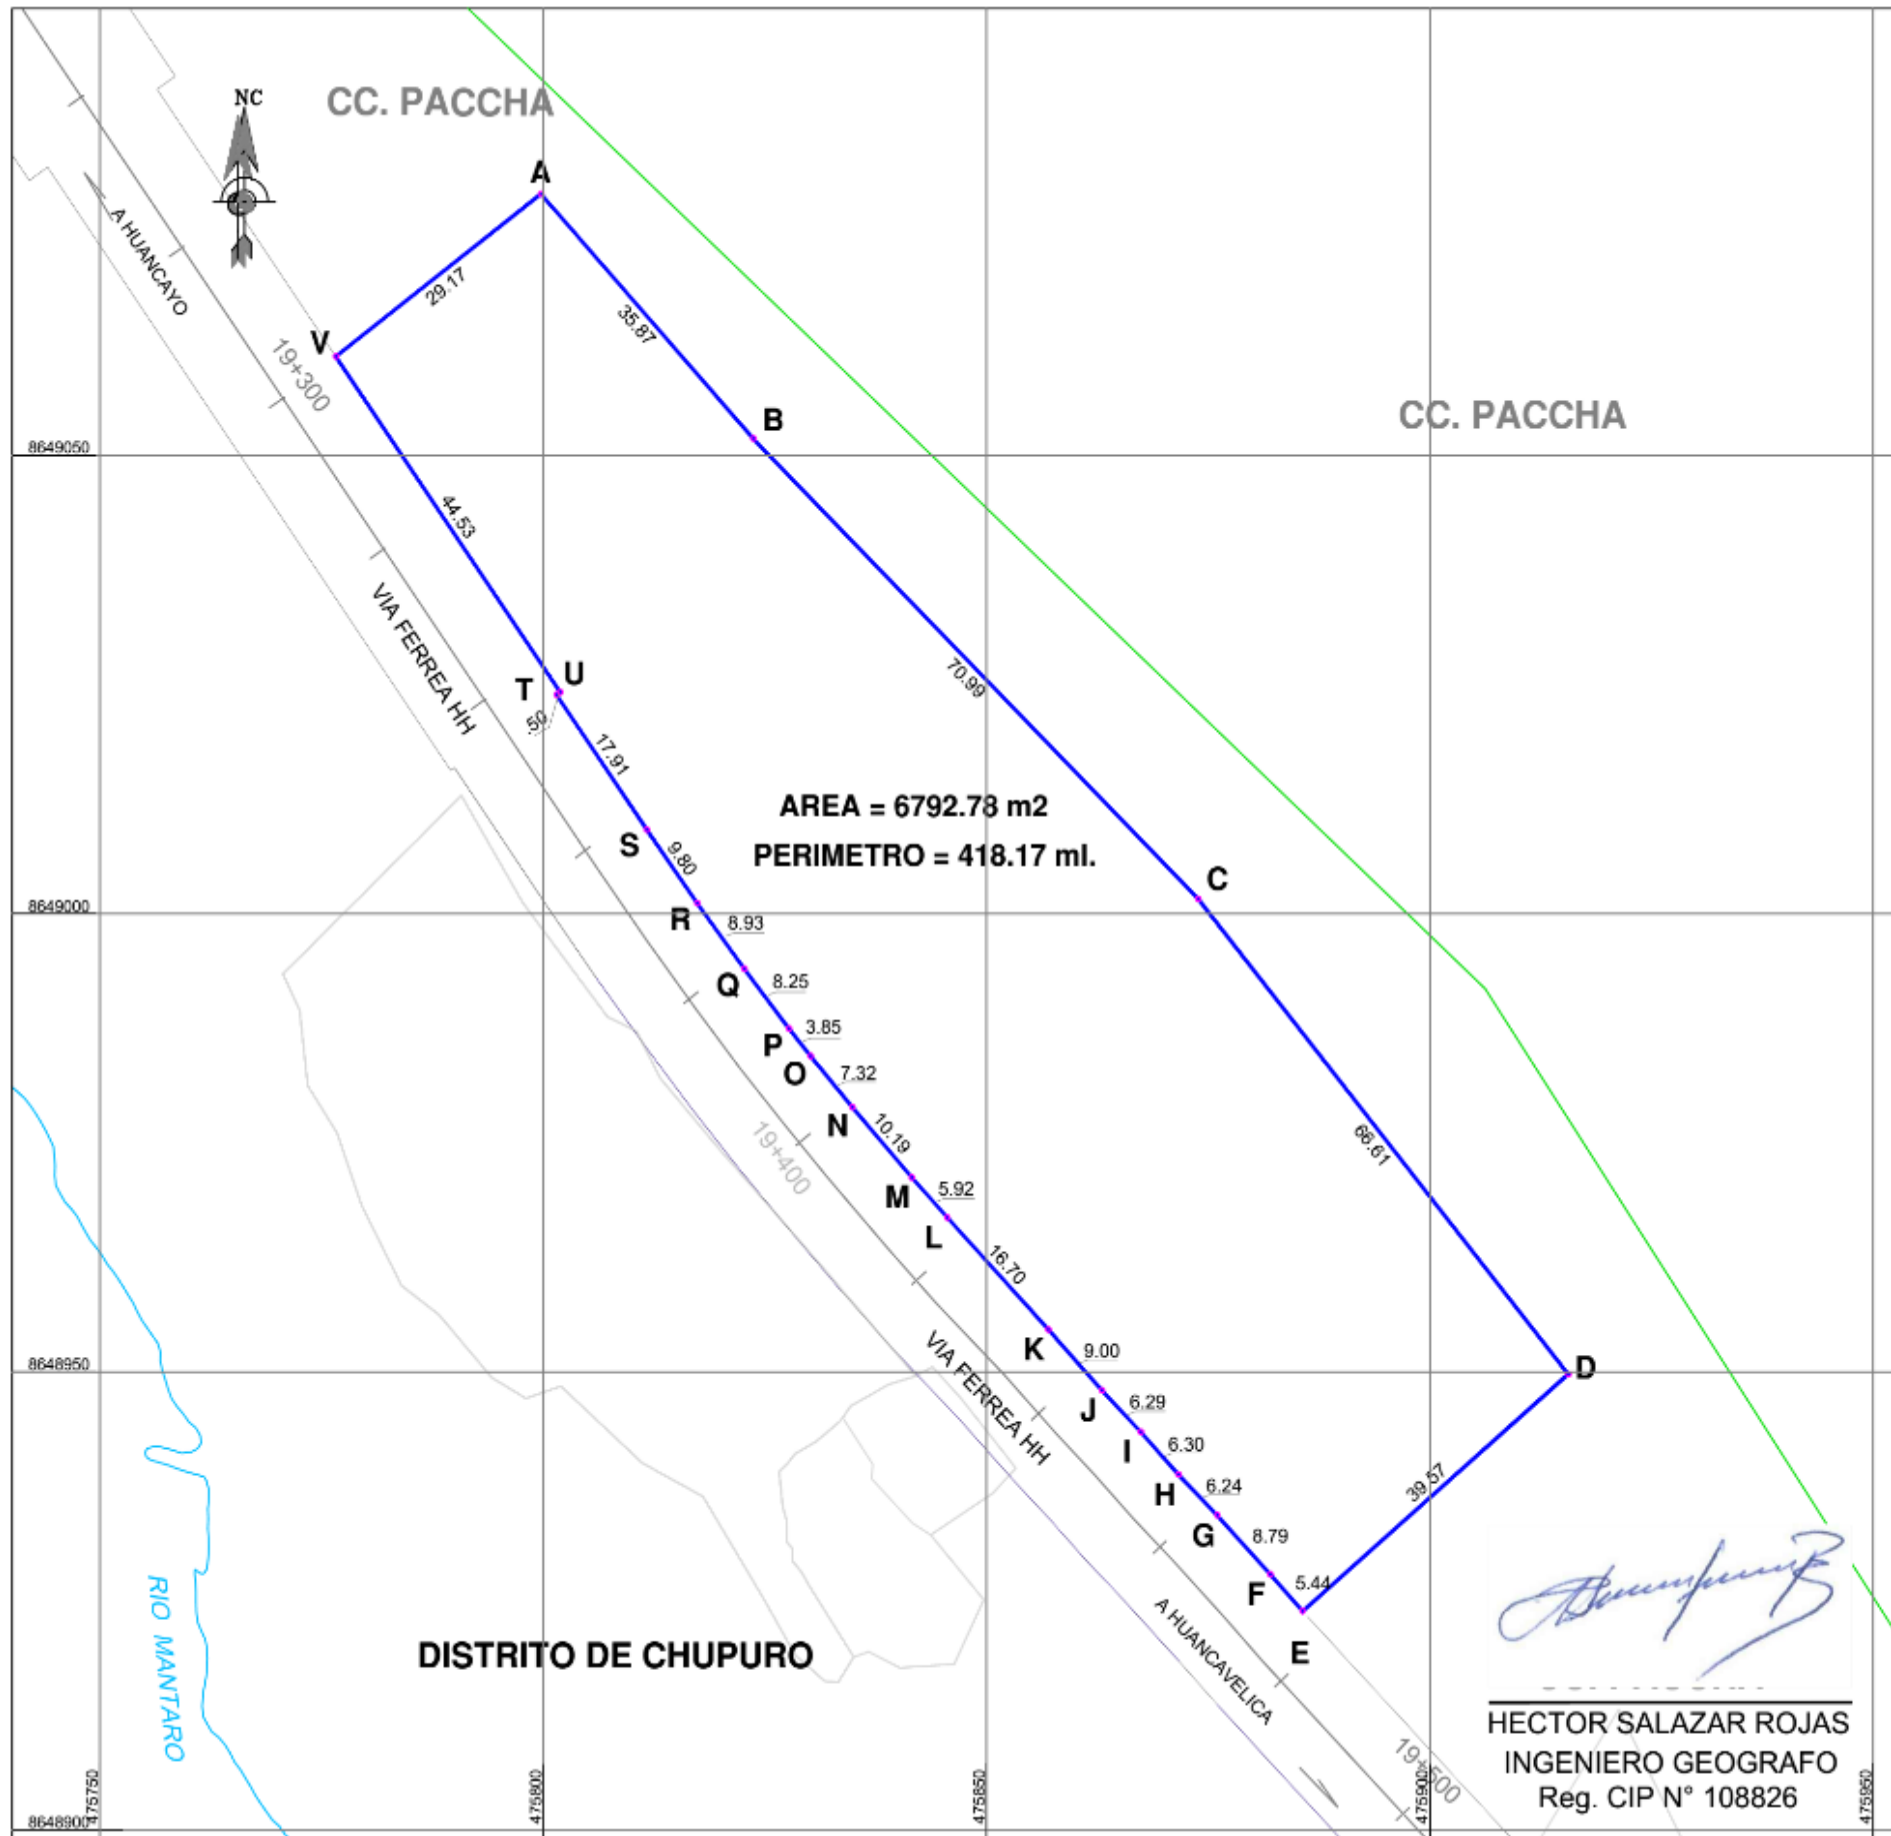 NC
CC. PACCHA
A
A HUANCAYO
29.17
35.87
V
19+300
B
CC. PACCHA
8649050
44.53
VIA FERREA HH
70.99
T
U
.50
17.91
AREA = 6792.78 m2
PERIMETRO = 418.17 ml.
S
9.80
C
8649000
R
8.93
Q
8.25
P
3.85
O
7.32
N
10.19
19+400
66.61
M
5.92
L
16.70
K
9.00
8648950
D
VIA FERREA HH
J
6.29
I
6.30
H
6.24
39.57
G
8.79
F
5.44
E
A HUANCAVELICA
RIO MANTARO
DISTRITO DE CHUPURO
HECTOR SALAZAR ROJAS
INGENIERO GEOGRAFO
Reg. CIP N° 108826
19+500
8648900
475750
475800
475850
475900
475950